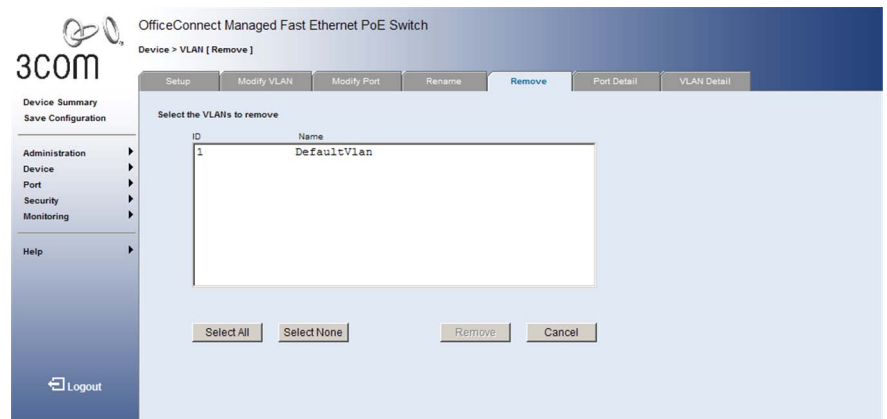 3COM
OfficeConnect Managed Fast Ethernet PoE Switch
Device > VLAN [ Remove ]
Setup Modify VLAN Modify Port Rename Remove Port Detail VLAN Detail
Device Summary
Save Configuration
Administration
Device
Port
Security
Monitoring
Help
Logout
Select the VLANs to remove
ID Name
1 DefaultVlan
Select All Select None Remove Cancel